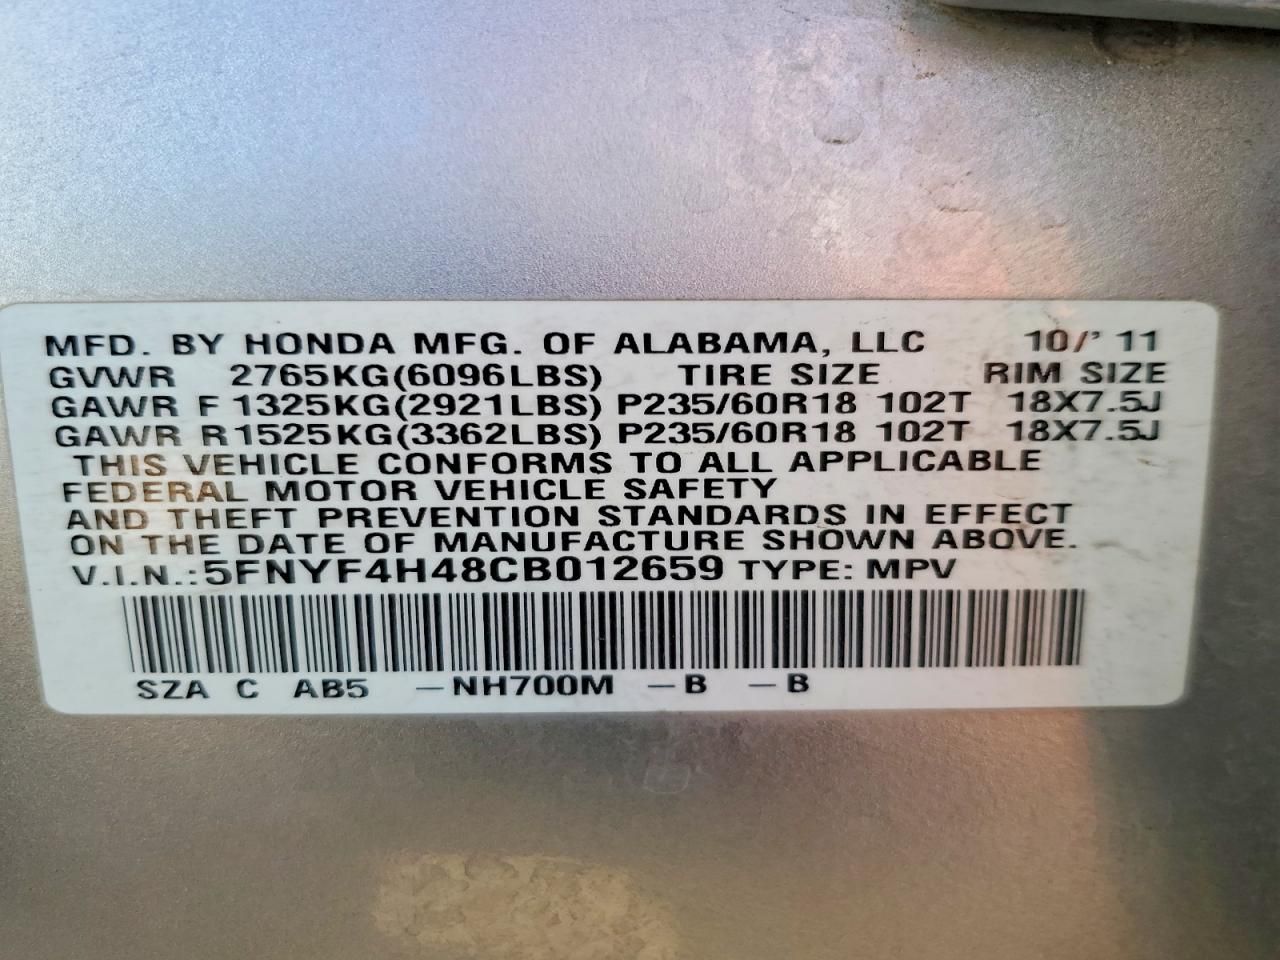 MFD. BY HONDA MFG. OF ALABAMA, LLC 10/' 11
GVWR 2765KG(6096LBS) TIRE SIZE RIM SIZE
GAWR F 1325KG(2921LBS) P235/60R18 102T 18X7.5J
GAWR R1525KG(3362LBS) P235/60R18 102T 18X7.5J
THIS VEHICLE CONFORMS TO ALL APPLICABLE
FEDERAL MOTOR VEHICLE SAFETY
AND THEFT PREVENTION STANDARDS IN EFFECT
ON THE DATE OF MANUFACTURE SHOWN ABOVE.
V.I.N.:5FNYF4H48CB012659 TYPE: MPV
SZA C AB5 –NH700M –B –B